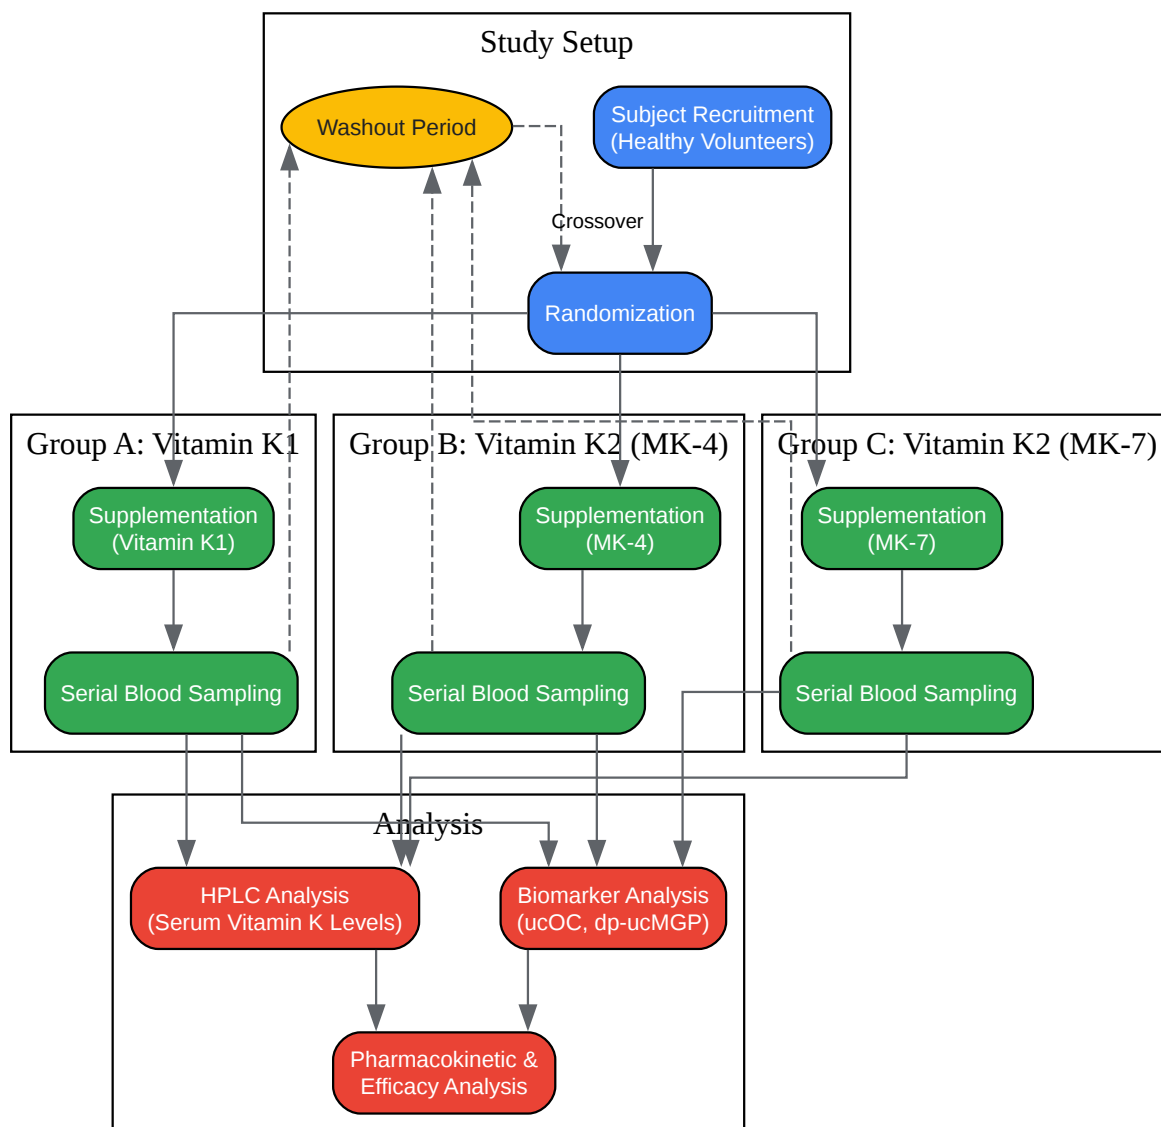 Study Setup
Washout Period
Subject Recruitment
(Healthy Volunteers)
Crossover
Randomization
Group A: Vitamin K1
Group B: Vitamin K2 (MK-4)
Group C: Vitamin K2 (MK-7)
Supplementation
(Vitamin K1)
Supplementation
(MK-4)
Supplementation
(MK-7)
Serial Blood Sampling
Serial Blood Sampling
Serial Blood Sampling
Analysis
HPLC Analysis
(Serum Vitamin K Levels)
Biomarker Analysis
(ucOC, dp-ucMGP)
Pharmacokinetic &
Efficacy Analysis